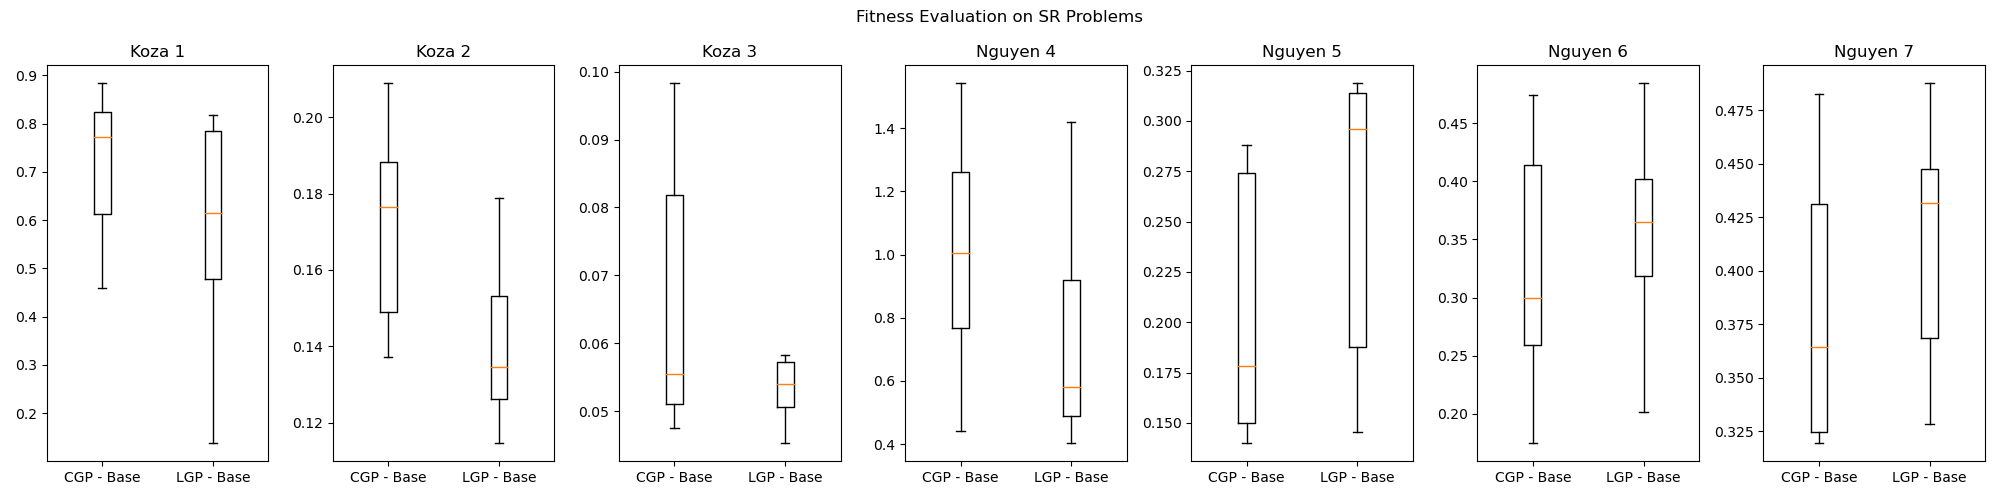 Fitness Evaluation on SR Problems
Koza 1
0.9
0.8
0.7
0.6
0.5
0.4
0.3
0.2
CGP - Base
LGP - Base
Koza 2
0.20
0.18
0.16
0.14
0.12
CGP - Base
LGP - Base
Koza 3
0.10
0.09
0.08
0.07
0.06
0.05
CGP - Base
LGP - Base
Nguyen 4
1.4
1.2
1.0
0.8
0.6
0.4
CGP - Base
LGP - Base
Nguyen 5
0.325
0.300
0.275
0.250
0.225
0.200
0.175
0.150
CGP - Base
LGP - Base
Nguyen 6
0.45
0.40
0.35
0.30
0.25
0.20
CGP - Base
LGP - Base
Nguyen 7
0.475
0.450
0.425
0.400
0.375
0.350
0.325
CGP - Base
LGP - Base